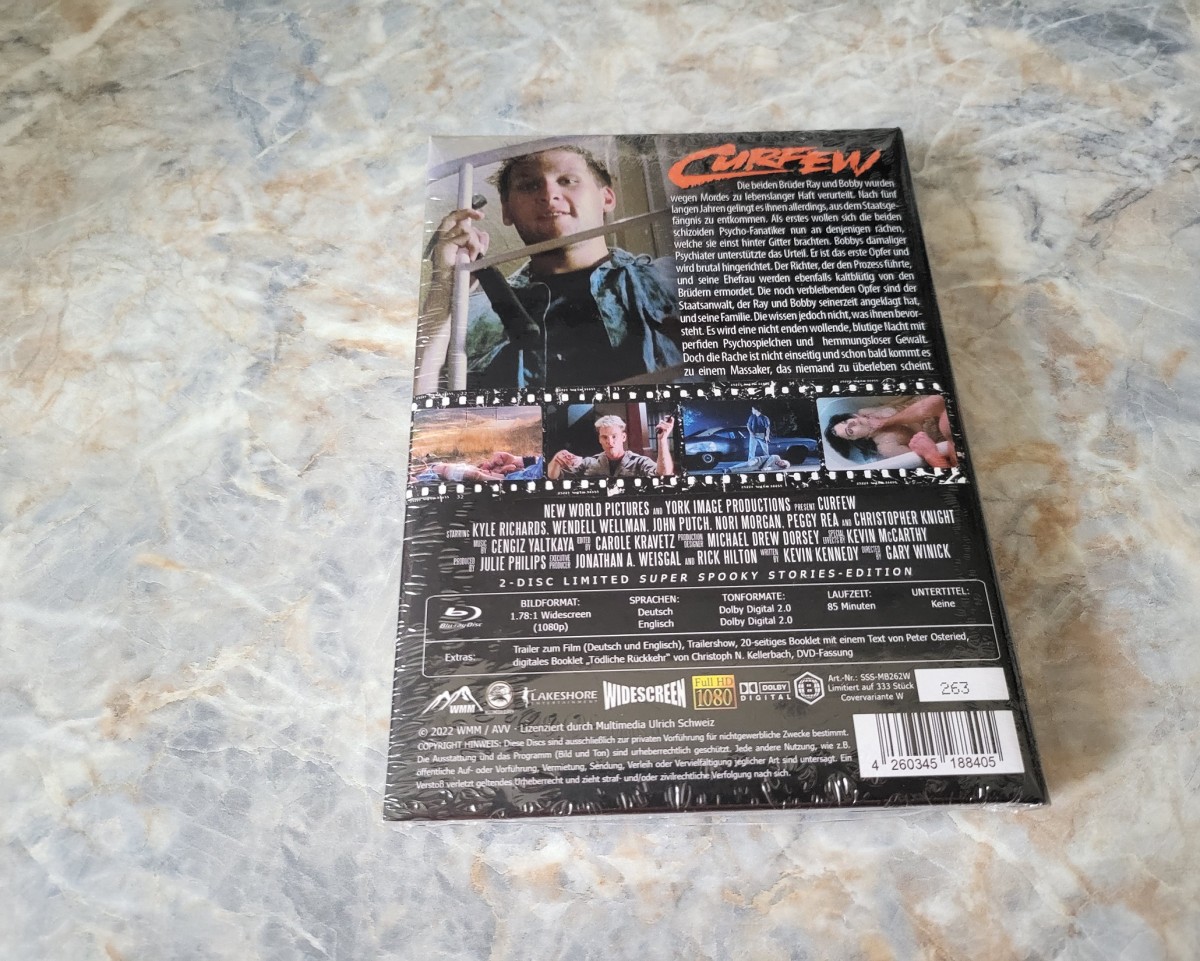 CURFEW
Die beiden Brüder Ray und Bobby wurden
wegen Mordes zu lebenslanger Haft verurteilt. Nach fünf
langen Jahren gelingt es ihnen allerdings, aus dem Staatsge-
fängnis zu entkommen. Als erstes wollen sich die beiden
schizoiden Psycho-Fanatiker nun an denjenigen rächen,
welche sie einst hinter Gitter brachten. Bobbys damaliger
Psychiater unterstützte das Urteil. Er ist das erste Opfer und
wird brutal hingerichtet. Der Richter, der den Prozess führte,
und seine Ehefrau werden ebenfalls kaltblütig von den
Brüdern ermordet. Die noch verbleibenden Opfer sind der
Staatsanwalt, der Ray und Bobby seinerzeit angeklagt hat,
und seine Familie. Die wissen jedoch nicht, was ihnen bevor-
steht. Es wird eine nicht enden wollende, blutige Nacht mit
perfiden Psychospielchen und hemmungsloser Gewalt.
Doch die Rache ist nicht einseitig und schon bald kommt es
zu einem Massaker, das niemand zu überleben scheint.
NEW WORLD PICTURES AND YORK IMAGE PRODUCTIONS PRESENT CURFEW
STARRING KYLE RICHARDS, WENDELL WELLMAN, JOHN PUTCH, NORI MORGAN, PEGGY REA AND CHRISTOPHER KNIGHT
MUSIC BY CENGIZ YALTKAYA EDITED BY CAROLE KRAVETZ PRODUCTION DESIGNER MICHAEL DREW DORSEY SPECIAL EFFECTS BY KEVIN McCARTHY
PRODUCED BY JULIE PHILIPS EXECUTIVE PRODUCER JONATHAN A. WEISGAL AND RICK HILTON WRITTEN BY KEVIN KENNEDY DIRECTED BY GARY WINICK
2-DISC LIMITED SUPER SPOOKY STORIES-EDITION
Blu-ray Disc
BILDFORMAT:
1.78:1 Widescreen
(1080p)
SPRACHEN:
Deutsch
Englisch
TONFORMATE:
Dolby Digital 2.0
Dolby Digital 2.0
LAUFZEIT:
85 Minuten
UNTERTITEL:
Keine
Extras:
Trailer zum Film (Deutsch und Englisch), Trailershow, 20-seitiges Booklet mit einem Text von Peter Osteried,
digitales Booklet „Tödliche Rückkehr" von Christoph N. Kellerbach, DVD-Fassung
WMM
LAKESHORE
ENTERTAINMENT
WIDESCREEN
Full HD
1080
DOLBY
DIGITAL
Art.-Nr.: SSS-MB262W
Limitiert auf 333 Stück
Covervariante W
263
© 2022 WMM / AVV - Lizenziert durch Multimedia Ulrich Schweiz
COPYRIGHT HINWEIS: Diese Discs sind ausschließlich zur privaten Vorführung für nichtgewerbliche Zwecke bestimmt.
Die Ausstattung und das Programm (Bild und Ton) sind urheberrechtlich geschützt. Jede andere Nutzung, wie z.B.
öffentliche Auf- oder Vorführung, Vermietung, Sendung, Verleih oder Vervielfältigung jeglicher Art sind untersagt. Ein
Verstoß verletzt geltendes Urheberrecht und zieht straf- und/oder zivilrechtliche Verfolgung nach sich.
4 260345 188405